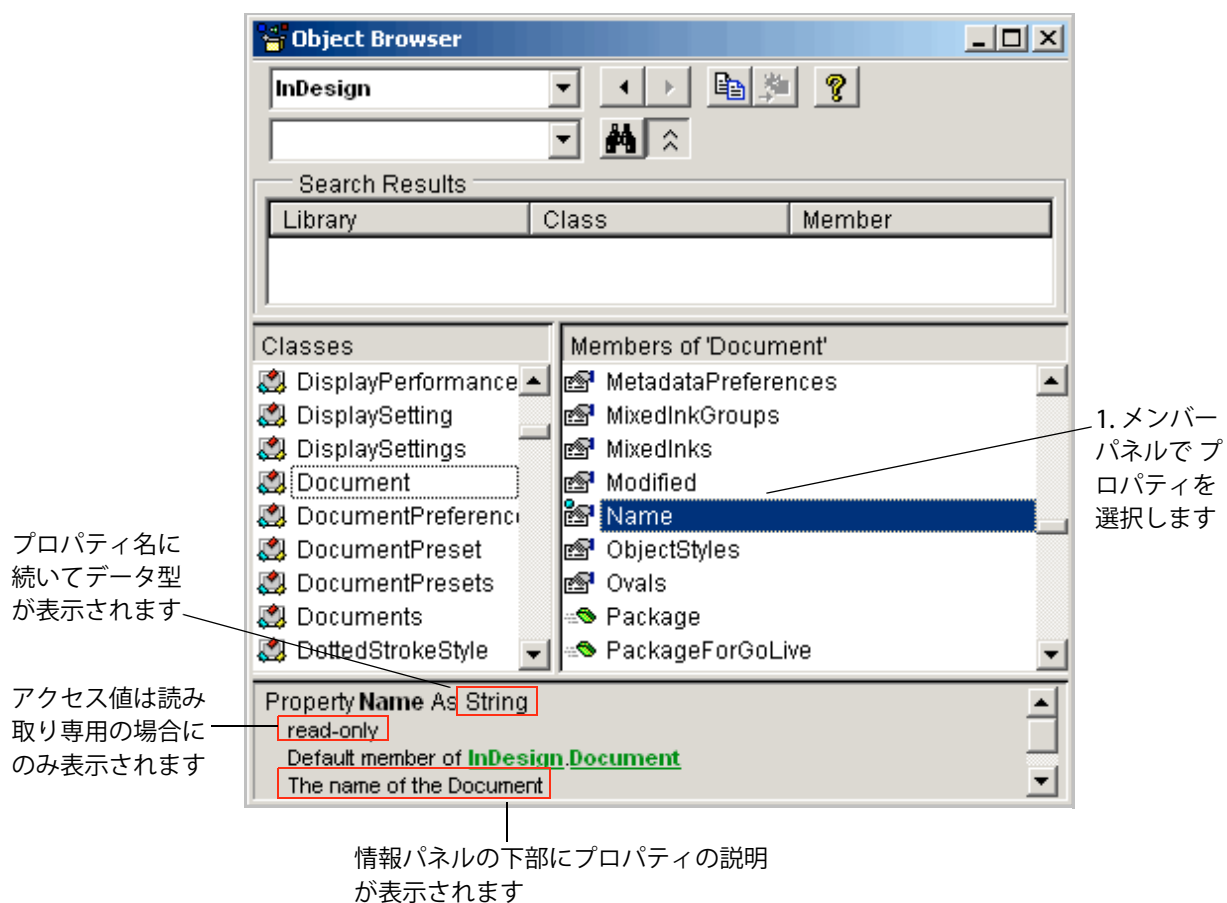 Object Browser
InDesign
Search Results
Library Class Member
Classes
DisplayPerformance
DisplaySetting
DisplaySettings
Document
DocumentPreferenc
DocumentPreset
DocumentPresets
Documents
DottedStrokeStyle
Members of 'Document'
MetadataPreferences
MixedInkGroups
MixedInks
Modified
Name
ObjectStyles
Ovals
Package
PackageForGoLive
1. メンバー
パネルで プ
ロパティを
選択します
プロパティ名に
続いてデータ型
が表示されます
アクセス値は読み
取り専用の場合に
のみ表示されます
Property Name As String
read-only
Default member of InDesign.Document
The name of the Document
情報パネルの下部にプロパティの説明
が表示されます